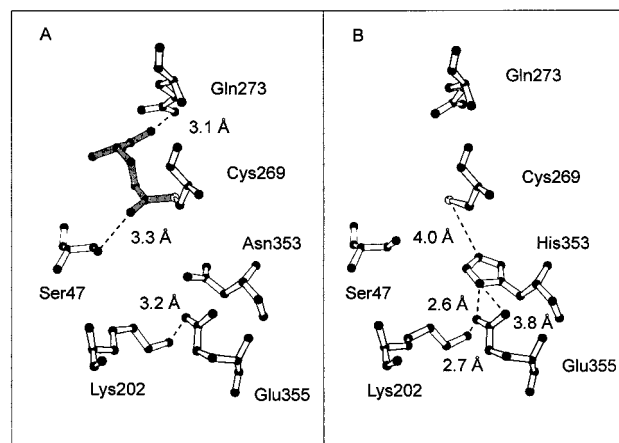 A
Gln273
3.1 Å
Cys269
3.3 Å
Asn353
Ser47
3.2 Å
Lys202
Glu355
B
Gln273
Cys269
4.0 Å
His353
Ser47
2.6 Å
3.8 Å
2.7 Å
Glu355
Lys202